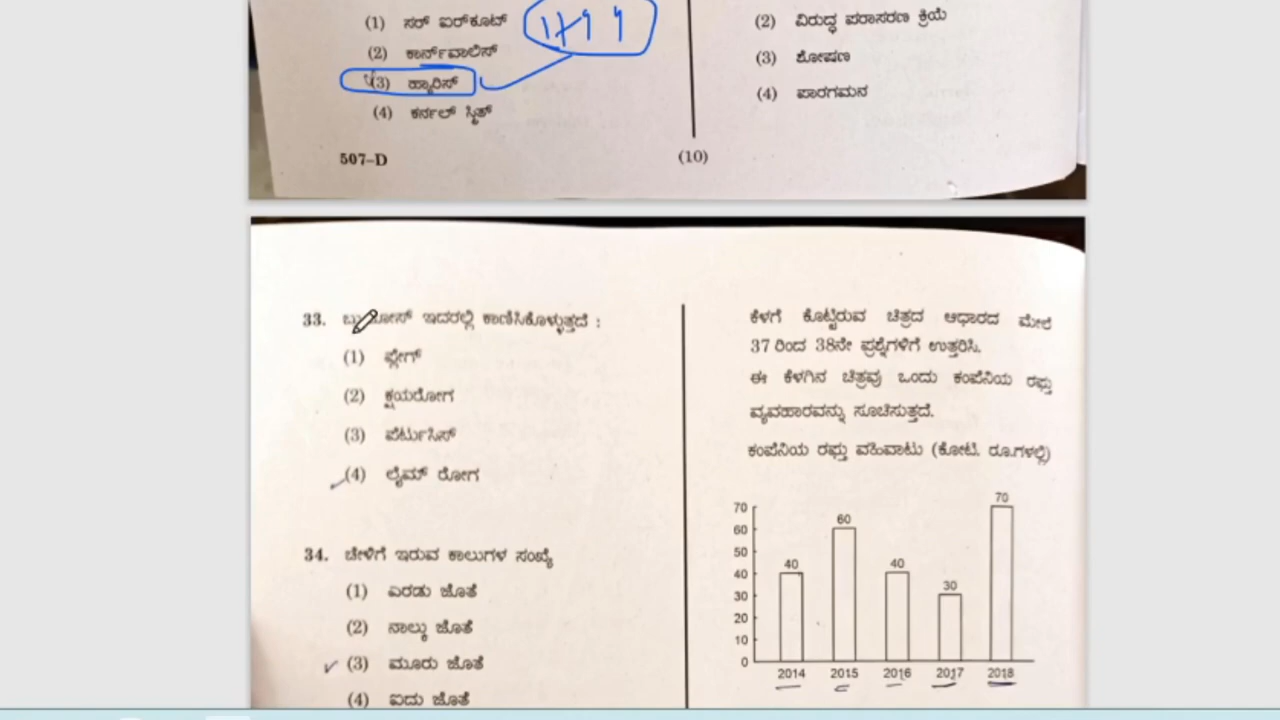 (1) ಸರ್ ಐರ್‌ಕೂಟ್
(2) ಕಾರ್ನ್‌ವಾಲಿಸ್
(3) ಹ್ಯಾರಿಸ್
(4) ಕರ್ನಲ್ ಸ್ಮಿತ್
1799
507–D
(2) ವಿರುದ್ಧ ಪರಾಸರಣ ಕ್ರಿಯೆ
(3) ಶೋಷಣ
(4) ಪಾರಗಮನ
(10)
33. ಇದರಲ್ಲಿ ಕಾಣಿಸಿಕೊಳ್ಳುತ್ತದೆ :
(1) ಪ್ಲೇಗ್
(2) ಕ್ಷಯರೋಗ
(3) ಪೆರ್ಟುಸಿಸ್
(4) ಲೈಮ್ ರೋಗ
34. ಚೇಳಿಗೆ ಇರುವ ಕಾಲುಗಳ ಸಂಖ್ಯೆ
(1) ಎರಡು ಜೊತೆ
(2) ನಾಲ್ಕು ಜೊತೆ
(3) ಮೂರು ಜೊತೆ
(4) ಐದು ಜೊತೆ
ಕೆಳಗೆ ಕೊಟ್ಟಿರುವ ಚಿತ್ರದ ಆಧಾರದ ಮೇಲೆ
37 ರಿಂದ 38ನೇ ಪ್ರಶ್ನೆಗಳಿಗೆ ಉತ್ತರಿಸಿ.
ಈ ಕೆಳಗಿನ ಚಿತ್ರವು ಒಂದು ಕಂಪೆನಿಯ ರಫ್ತು
ವ್ಯವಹಾರವನ್ನು ಸೂಚಿಸುತ್ತದೆ.
ಕಂಪೆನಿಯ ರಫ್ತು ವಹಿವಾಟು (ಕೋಟಿ. ರೂ.ಗಳಲ್ಲಿ)
70
60
50
40
30
20
10
0
40
60
40
30
70
2014 2015 2016 2017 2018